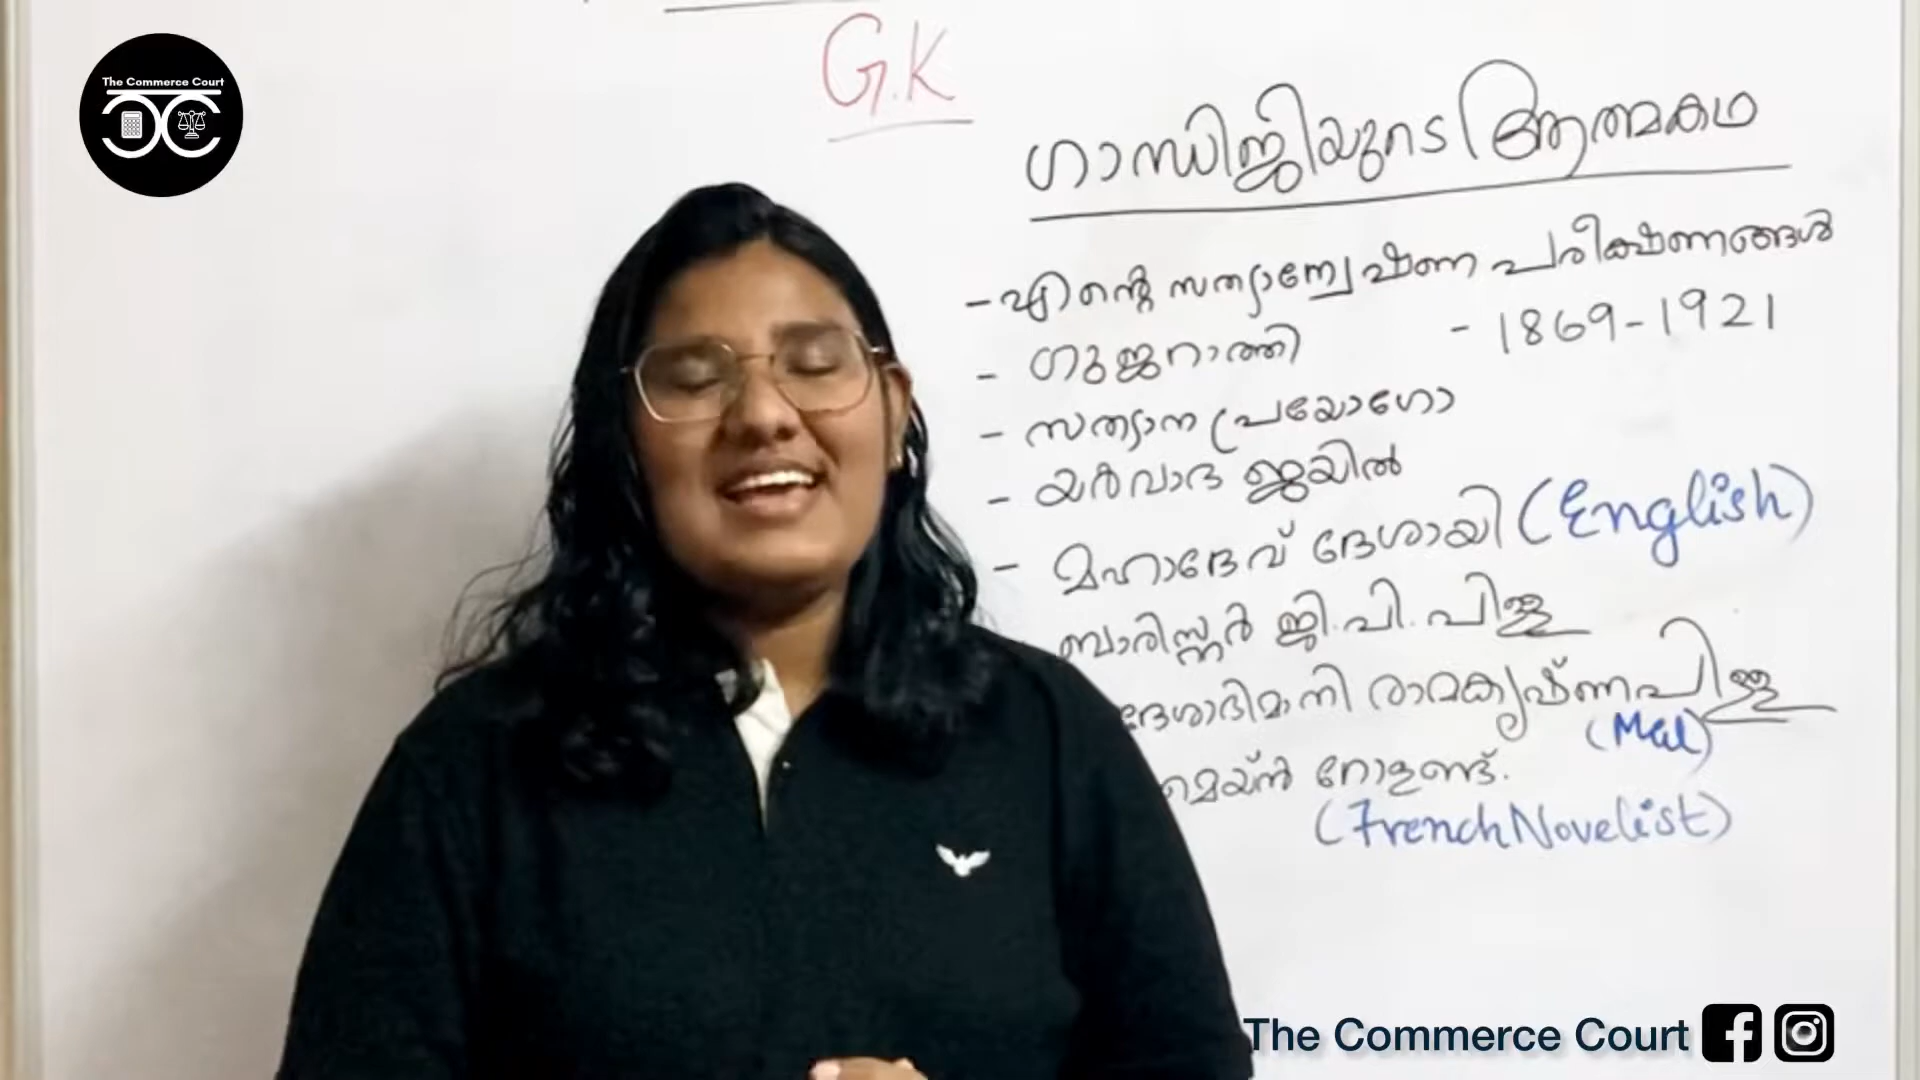 The Commerce Court
G.K
ഗാന്ധിജിയുടെ ആത്മകഥ
- എന്റെ സത്യാന്വേഷണ പരീക്ഷണങ്ങൾ
- ഗുജറാത്തി - 1869-1921
- സത്യാന പ്രയോഗോ
- യർവാദ ജയിൽ
- മഹാദേവ് ദേശായി (English)
ബാരിസ്റ്റർ ജി.പി. പിള്ള
ദേശാഭിമാനി രാമകൃഷ്ണപിള്ള
(Mal)
മെയ്ൻ റോളണ്ട്.
(French Novelist)
The Commerce Court